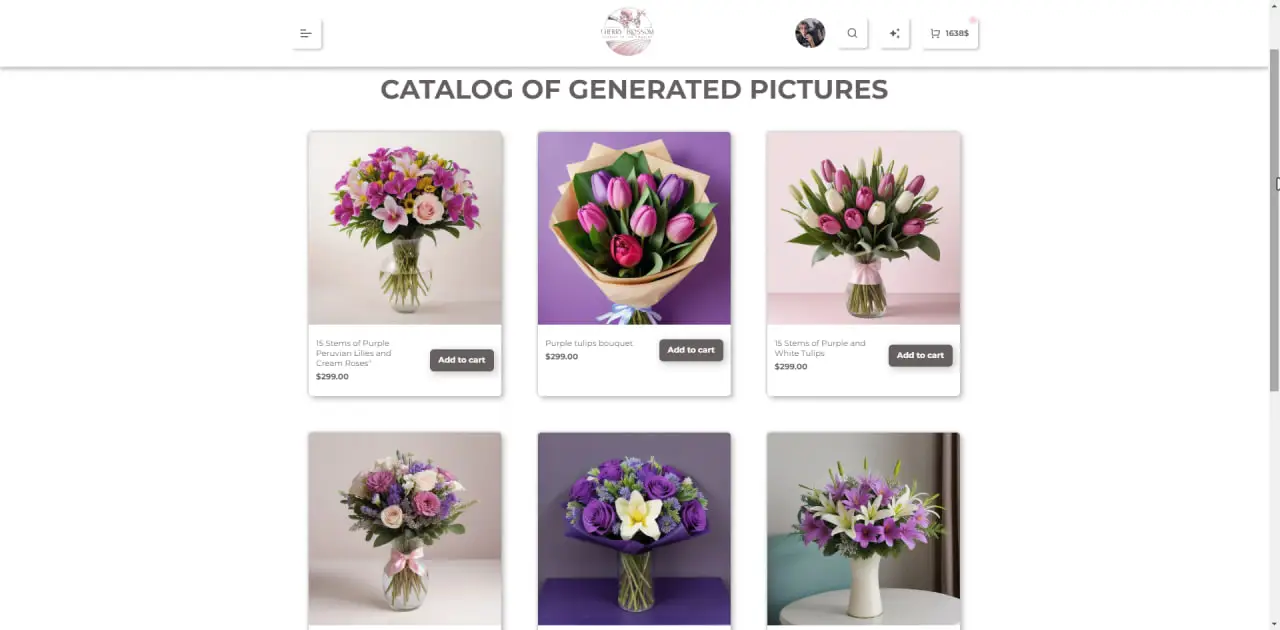 CHERRY BLOSSOM
1638$
CATALOG OF GENERATED PICTURES
15 Stems of Purple
Peruvian Lilies and
Cream Roses"
$299.00
Add to cart
Purple tulips bouquet
$299.00
Add to cart
15 Stems of Purple and
White Tulips
$299.00
Add to cart